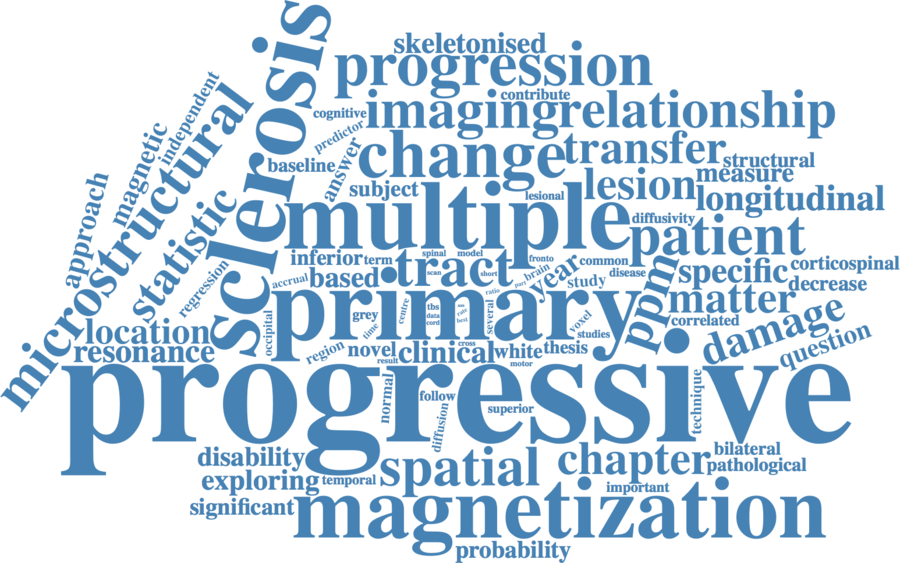 skeletonised
progression
contribute
cognitive
imaging
relationship
predictor
independent
magnetic
approach
microstructural
sclerosis
statistic
regression
baseline
answer
change
transfer
structural
measure
subject
lesional
lesion
longitudinal
multiple
diffusivity
patient
inferior
term
spinal
model
fronto
common
corticospinal
accrual
based
tract
scan
short
brain
part
year
study
disease
specific
decrease
ppms
matter
primary
ratio
grey
time
centre
tbs
data
cord
rate
best
several
voxel
studies
correlated
damage
question
location
resonance
occipital
region
novel
result
clinical
cross
white
motor
thesis
progressive
normal
follow
diffusion
superior
technique
disability
exploring
temporal
spatial
chapter
bilateral
pathological
significant
important
magnetization
probability